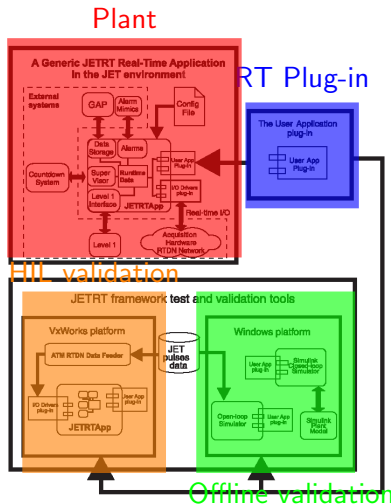 Plant
A Generic JETRT Real-Time Application
in the JET environment
RT Plug-in
External
systems
GAP
Alarm
Mimics
Config
File
The User Application
plug-in
User App
Plug-in
Data
Storage
Alarms
User App
Plug-in
Countdown
System
Super
Visor
Runtime
Data
I/O Drivers
plug-in
Level 1
Interface
JETRTApp
Real-time I/O
Level 1
Acquisition
Hardware
RTDN Network
HIL validation
JETRT framework test and validation tools
VxWorks platform
Windows platform
ATM RTDN Data Feeder
JET
pulses
data
User App
plug-in
Simulink
Closed-loop
Simulator
I/O Drivers
plug-in
User App
plug-in
JETRTApp
Open-loop
Simulator
User App
plug-in
Simulink
Plant
Model
Offline validation